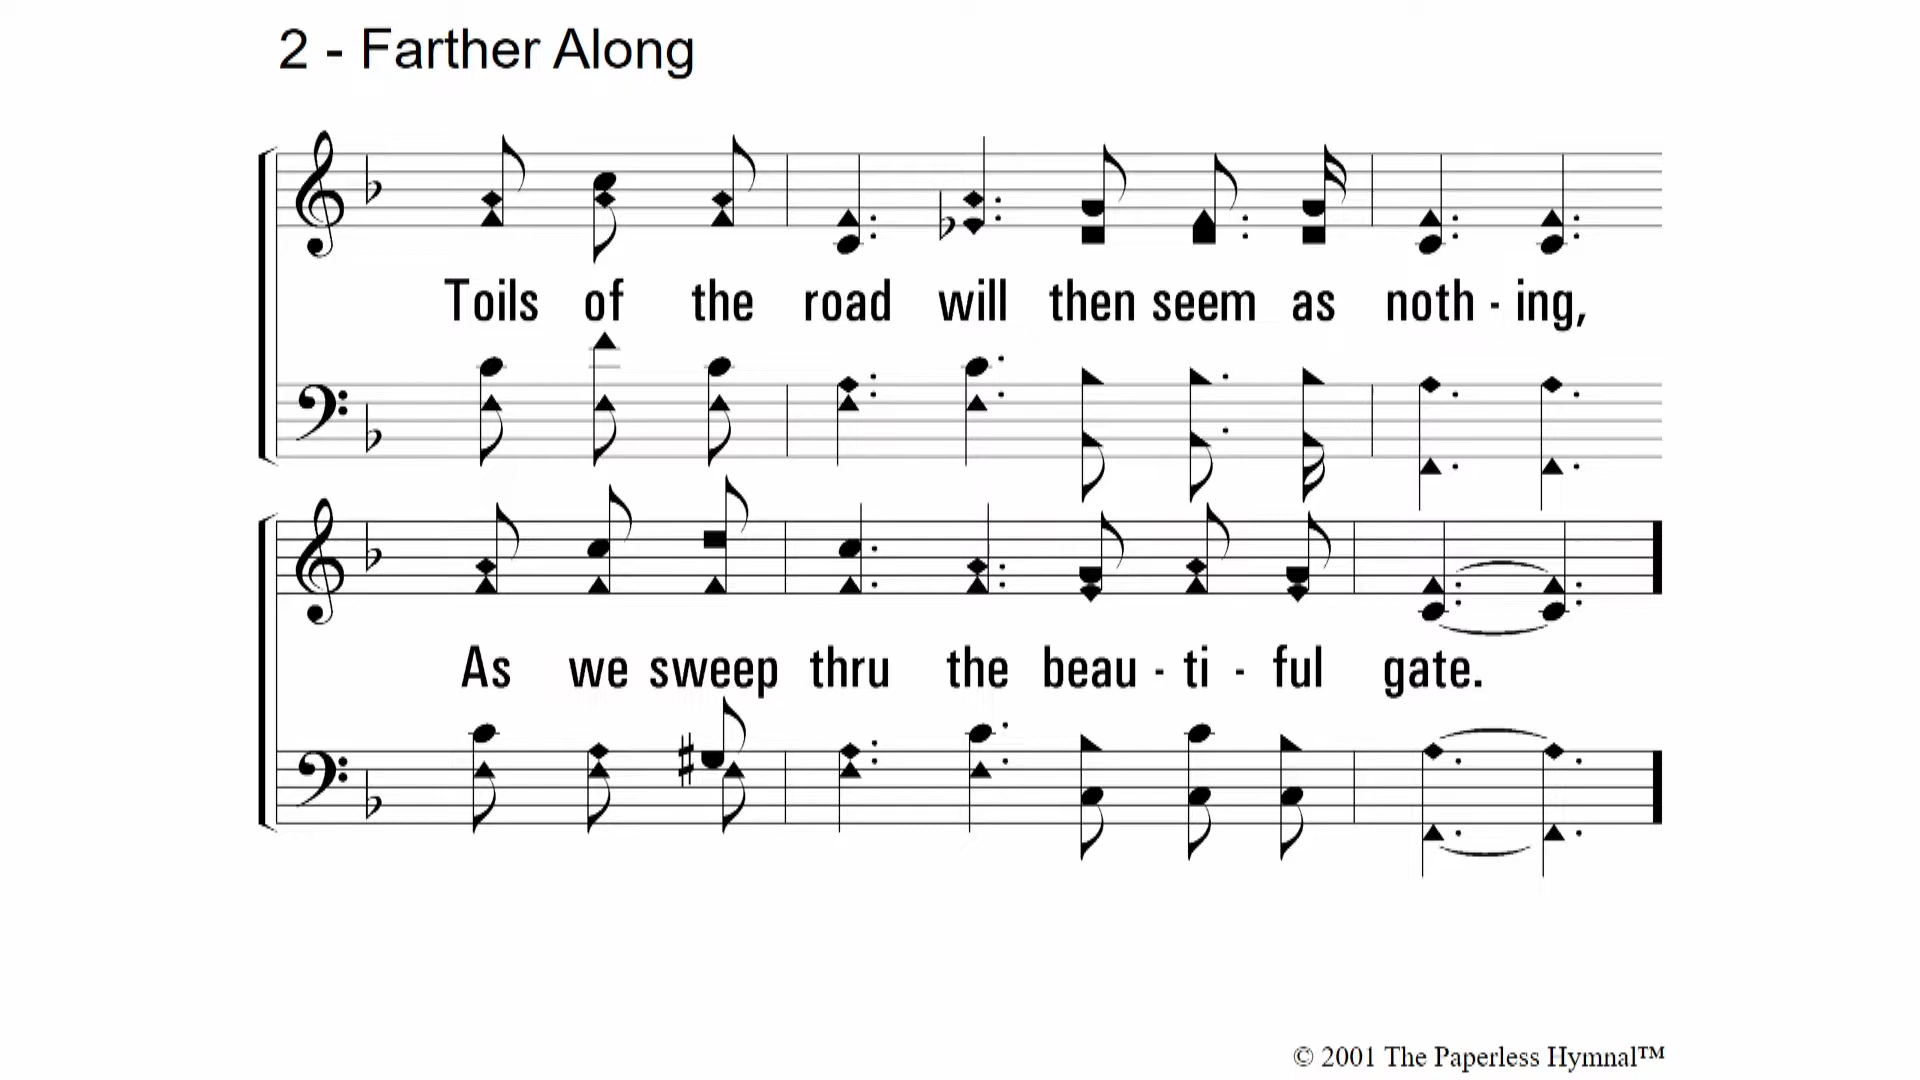 2 - Farther Along
Toils of the road will then seem as noth - ing,
As we sweep thru the beau - ti - ful gate.
© 2001 The Paperless Hymnal™